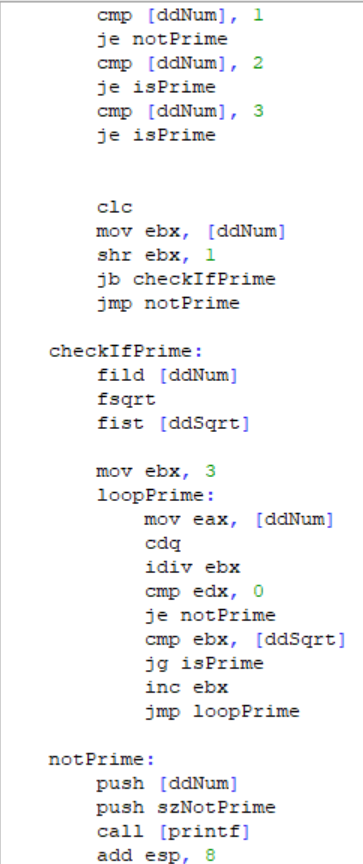 cmp [ddNum], 1
je notPrime
cmp [ddNum], 2
je isPrime
cmp [ddNum], 3
je isPrime
clc
mov ebx, [ddNum]
shr ebx, 1
jb checkIfPrime
jmp notPrime
checkIfPrime:
fild [ddNum]
fsqrt
fist [ddSqrt]
mov ebx, 3
loopPrime:
mov eax, [ddNum]
cdq
idiv ebx
cmp edx, 0
je notPrime
cmp ebx, [ddSqrt]
jg isPrime
inc ebx
jmp loopPrime
notPrime:
push [ddNum]
push szNotPrime
call [printf]
add esp, 8